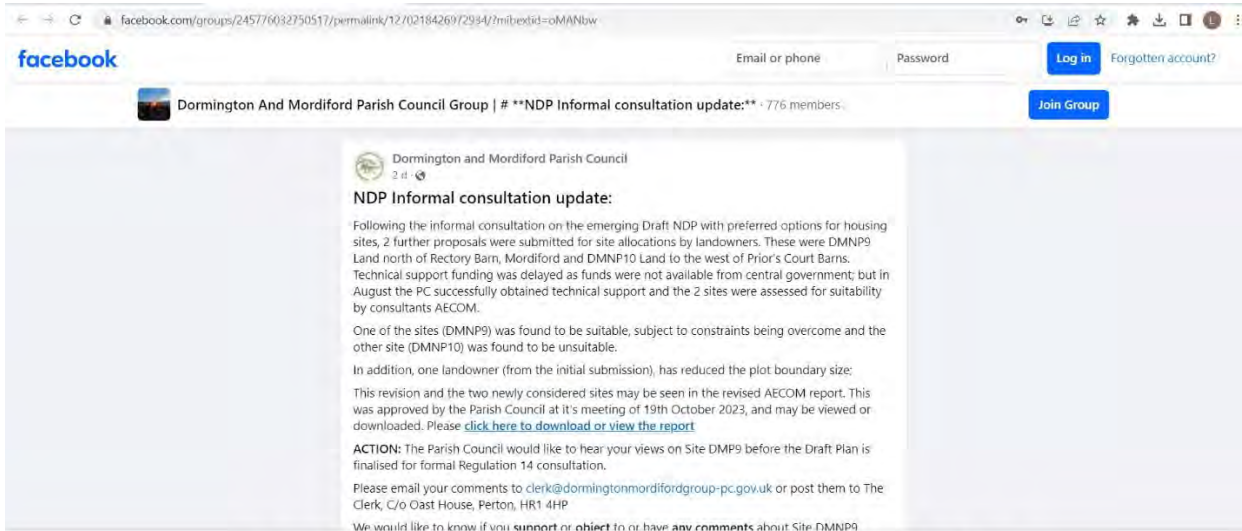 facebook.com/groups/245776032750517/permalink/1270218426972934/?mibextid=oMANbw
facebook
Email or phone
Password
Log in
Forgotten account?
Dormington And Mordiford Parish Council Group | # **NDP Informal consultation update:** · 776 members
Join Group
Dormington and Mordiford Parish Council
2 d ·
NDP Informal consultation update:
Following the informal consultation on the emerging Draft NDP with preferred options for housing
sites, 2 further proposals were submitted for site allocations by landowners. These were DMNP9
Land north of Rectory Barn, Mordiford and DMNP10 Land to the west of Prior's Court Barns.
Technical support funding was delayed as funds were not available from central government; but in
August the PC successfully obtained technical support and the 2 sites were assessed for suitability
by consultants AECOM.
One of the sites (DMNP9) was found to be suitable, subject to constraints being overcome and the
other site (DMNP10) was found to be unsuitable.
In addition, one landowner (from the initial submission), has reduced the plot boundary size;
This revision and the two newly considered sites may be seen in the revised AECOM report. This
was approved by the Parish Council at it's meeting of 19th October 2023, and may be viewed or
downloaded. Please click here to download or view the report
ACTION: The Parish Council would like to hear your views on Site DMP9 before the Draft Plan is
finalised for formal Regulation 14 consultation.
Please email your comments to clerk@dormingtonmordifordgroup-pc.gov.uk or post them to The
Clerk, C/o Oast House, Perton, HR1 4HP
We would like to know if you support or object to or have any comments about Site DMNP9